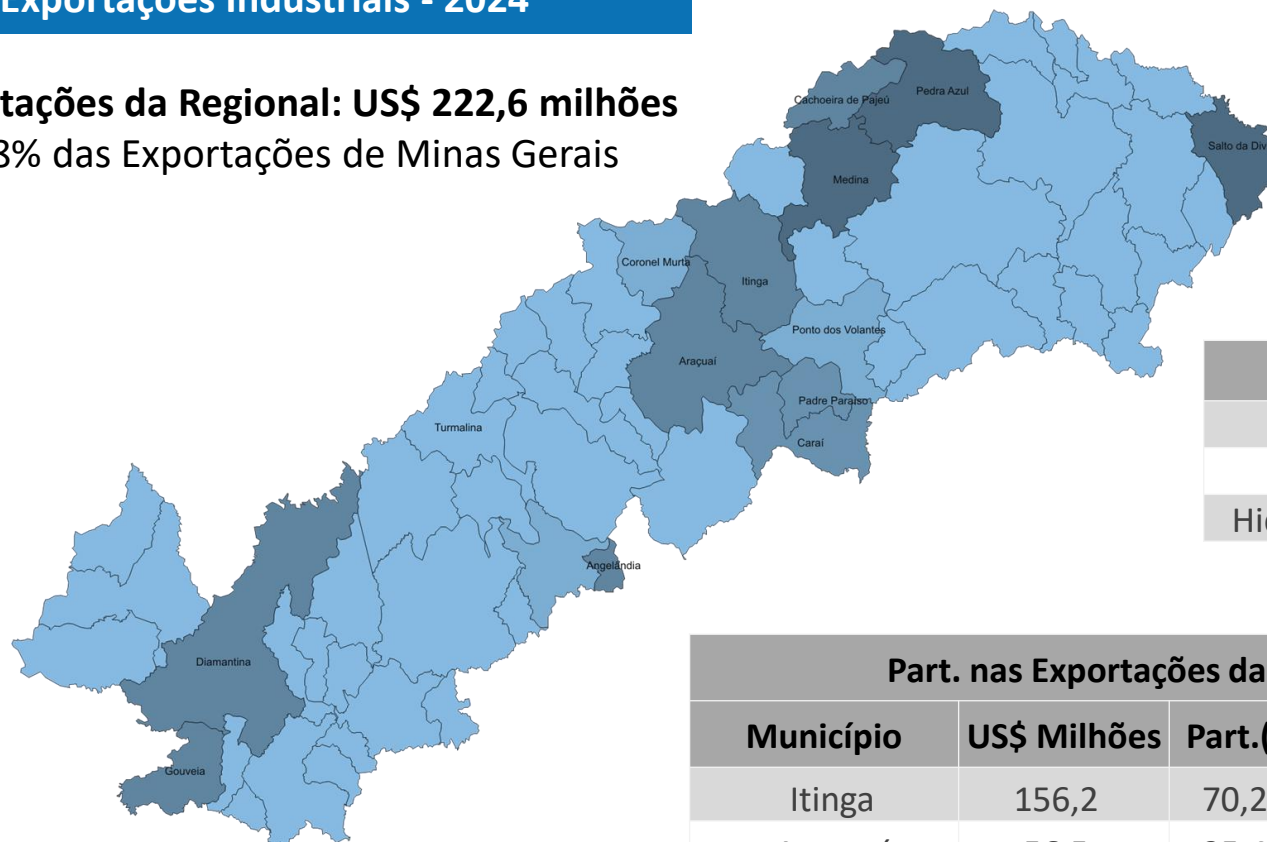 Exportações Industriais - 2024
tações da Regional: US$ 222,6 milhões
8% das Exportações de Minas Gerais
Cachoeira de Pajeú
Pedra Azul
Salto da Div
Medina
Coronel Murta
Itinga
Ponto dos Volantes
Araçuaí
Padre Paraíso
Turmalina
Caraí
Hi
Angelândia
Diamantina
Gouveia
Part. nas Exportações da
Município US$ Milhões Part.(
Itinga 156,2 70,2